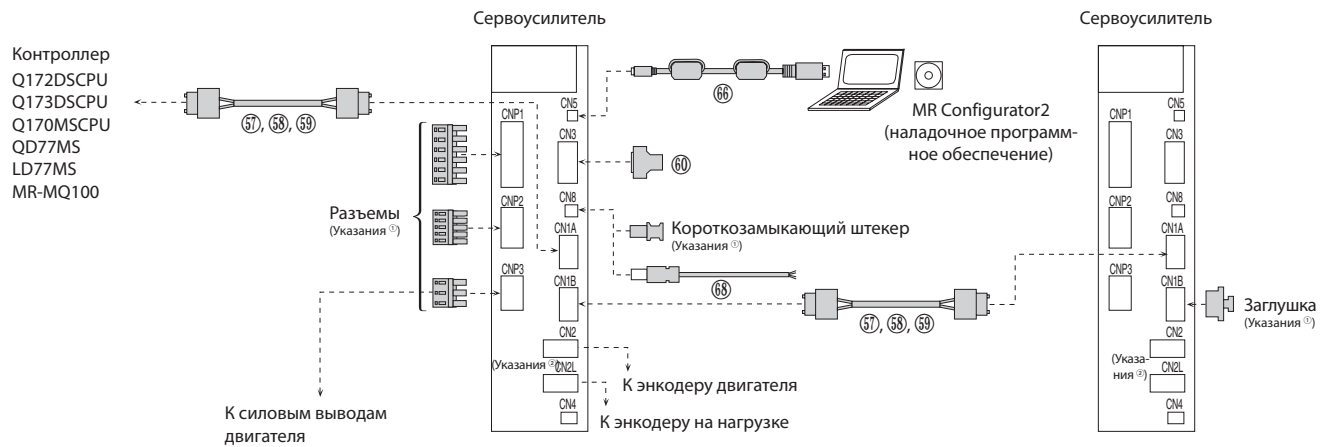 Сервоусилитель
Сервоусилитель
Контроллер
Q172DSCPU
Q173DSCPU
Q170MSCPU
QD77MS
LD77MS
MR-MQ100
57, 58, 59
Разъемы
(Указания ①)
К силовым выводам
двигателя
CNP1
CNP2
CNP3
CN5
CN3
CN8
CN1A
CN1B
CN2
(Указания ②)
CN2L
CN4
66
MR Configurator2
(наладочное программ-
ное обеспечение)
60
Короткозамыкающий штекер
(Указания ①)
68
57, 58, 59
К энкодеру двигателя
К энкодеру на нагрузке
CNP1
CNP2
CNP3
CN5
CN3
CN8
CN1A
CN1B
CN2
(Указа-
ния ②)
CN2L
CN4
Заглушка
(Указания ①)